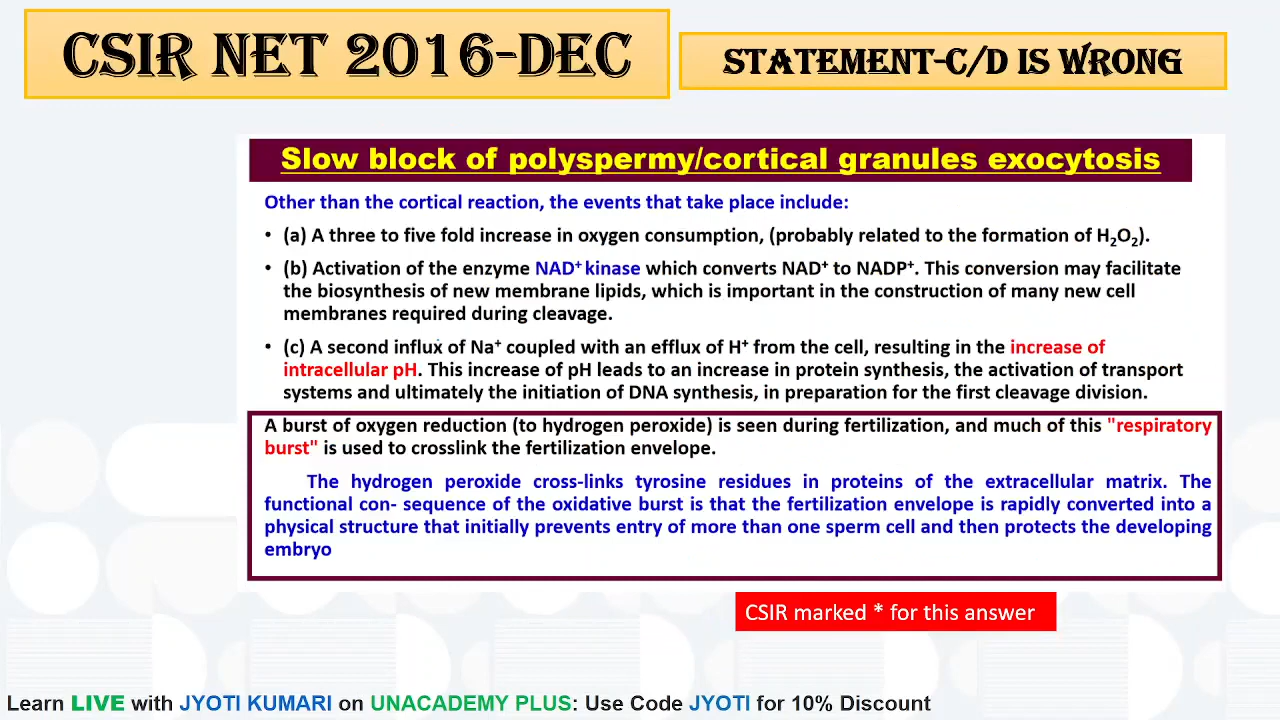 CSIR NET 2016-DEC
STATEMENT-C/D IS WRONG
Slow block of polyspermy/cortical granules exocytosis
Other than the cortical reaction, the events that take place include:
• (a) A three to five fold increase in oxygen consumption, (probably related to the formation of H₂O₂).
• (b) Activation of the enzyme NAD⁺ kinase which converts NAD⁺ to NADP⁺. This conversion may facilitate
the biosynthesis of new membrane lipids, which is important in the construction of many new cell
membranes required during cleavage.
• (c) A second influx of Na⁺ coupled with an efflux of H⁺ from the cell, resulting in the increase of
intracellular pH. This increase of pH leads to an increase in protein synthesis, the activation of transport
systems and ultimately the initiation of DNA synthesis, in preparation for the first cleavage division.
A burst of oxygen reduction (to hydrogen peroxide) is seen during fertilization, and much of this "respiratory
burst" is used to crosslink the fertilization envelope.
The hydrogen peroxide cross-links tyrosine residues in proteins of the extracellular matrix. The
functional con- sequence of the oxidative burst is that the fertilization envelope is rapidly converted into a
physical structure that initially prevents entry of more than one sperm cell and then protects the developing
embryo
CSIR marked * for this answer
Learn LIVE with JYOTI KUMARI on UNACADEMY PLUS: Use Code JYOTI for 10% Discount